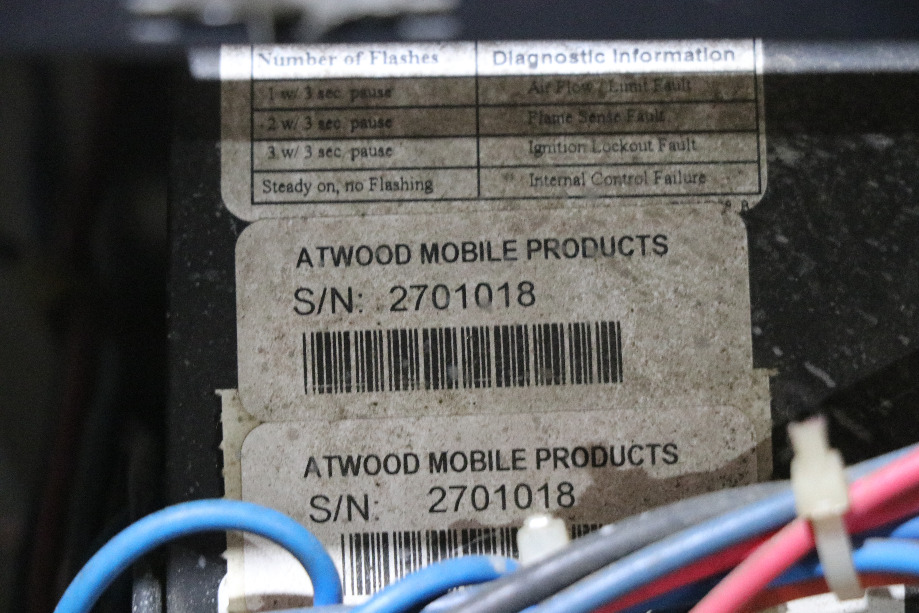 Number of Flashes Diagnostic Information
1 w/ 3 sec pause Air Flow / Limit Fault
2 w/ 3 sec. pause Flame Sense Fault
3 w/ 3 sec/ pause Ignition Lockout Fault
Steady on, no Flashing Internal Control Failure
ATWOOD MOBILE PRODUCTS
S/N: 2701018
ATWOOD MOBILE PRODUCTS
S/N: 2701018